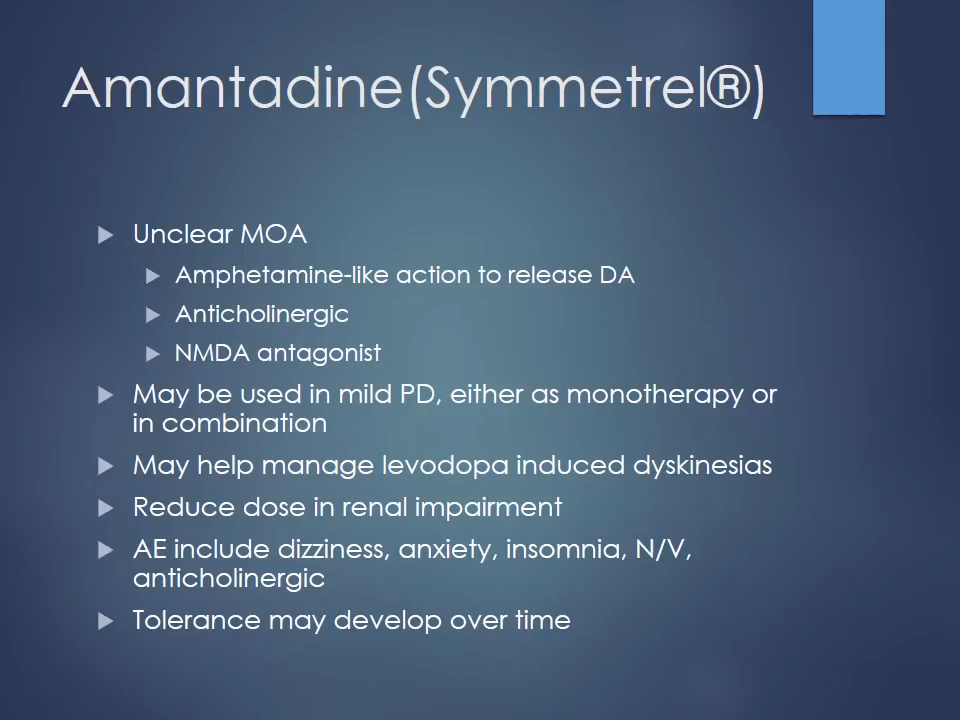 Amantadine(Symmetrel®)
Unclear MOA
Amphetamine-like action to release DA
Anticholinergic
NMDA antagonist
May be used in mild PD, either as monotherapy or
in combination
May help manage levodopa induced dyskinesias
Reduce dose in renal impairment
AE include dizziness, anxiety, insomnia, N/V,
anticholinergic
Tolerance may develop over time